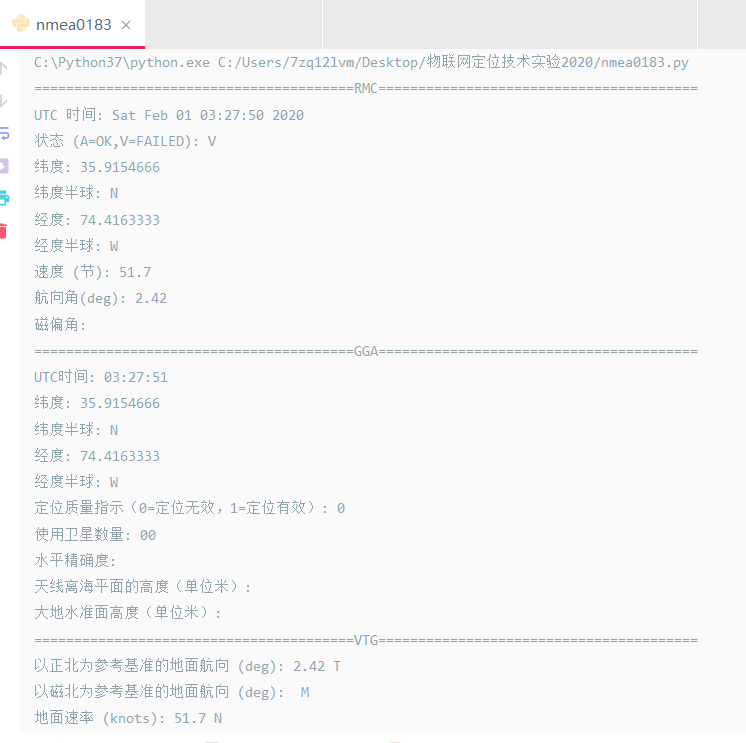 nmea0183 ×
C:\Python37\python.exe C:/Users/7zq12lvm/Desktop/物联网定位技术实验2020/nmea0183.py
========================================RMC========================================
UTC 时间: Sat Feb 01 03:27:50 2020
状态 (A=OK,V=FAILED): V
纬度: 35.9154666
纬度半球: N
经度: 74.4163333
经度半球: W
速度 (节): 51.7
航向角(deg): 2.42
磁偏角:
========================================GGA========================================
UTC时间: 03:27:51
纬度: 35.9154666
纬度半球: N
经度: 74.4163333
经度半球: W
定位质量指示（0=定位无效，1=定位有效）: 0
使用卫星数量: 00
水平精确度:
天线离海平面的高度（单位米）:
大地水准面高度（单位米）:
========================================VTG========================================
以正北为参考基准的地面航向 (deg): 2.42 T
以磁北为参考基准的地面航向 (deg):  M
地面速率 (knots): 51.7 N